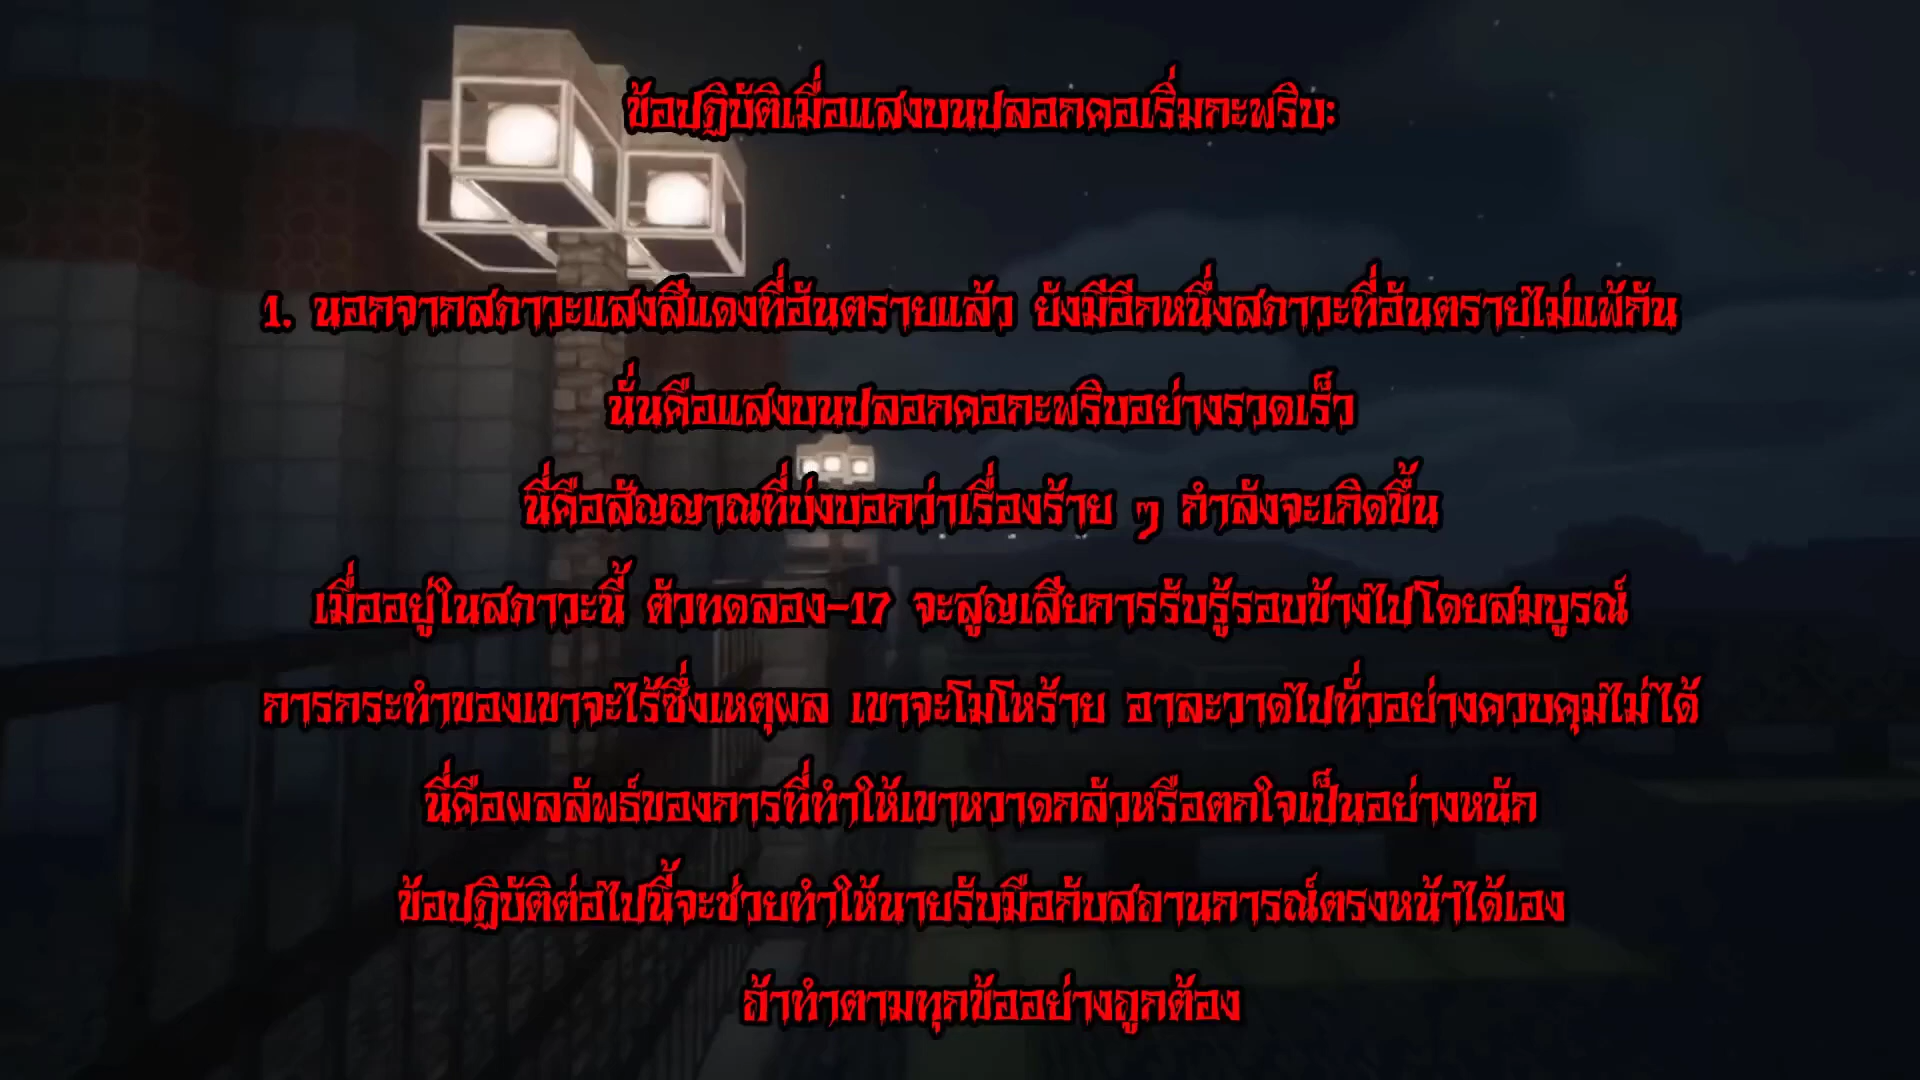 ข้อปฏิบัติเมื่อแสงบนปลอกคอเริ่มกะพริบ:
1. นอกจากสภาวะแสงสีแดงที่อันตรายแล้ว ยังมีอีกหนึ่งสภาวะที่อันตรายไม่แพ้กัน
นั่นคือแสงบนปลอกคอกะพริบอย่างรวดเร็ว
นี่คือสัญญาณที่บ่งบอกว่าเรื่องร้าย ๆ กำลังจะเกิดขึ้น
เมื่ออยู่ในสภาวะนี้ ตัวทดลอง-17 จะสูญเสียการรับรู้รอบข้างไปโดยสมบูรณ์
การกระทำของเขาจะไร้ซึ่งเหตุผล เขาจะโมโหร้าย อาละวาดไปทั่วอย่างควบคุมไม่ได้
นี่คือผลลัพธ์ของการที่ทำให้เขาหวาดกลัวหรือตกใจเป็นอย่างหนัก
ข้อปฏิบัติต่อไปนี้จะช่วยทำให้นายรับมือกับสถานการณ์ตรงหน้าได้เอง
ถ้าทำตามทุกข้ออย่างถูกต้อง